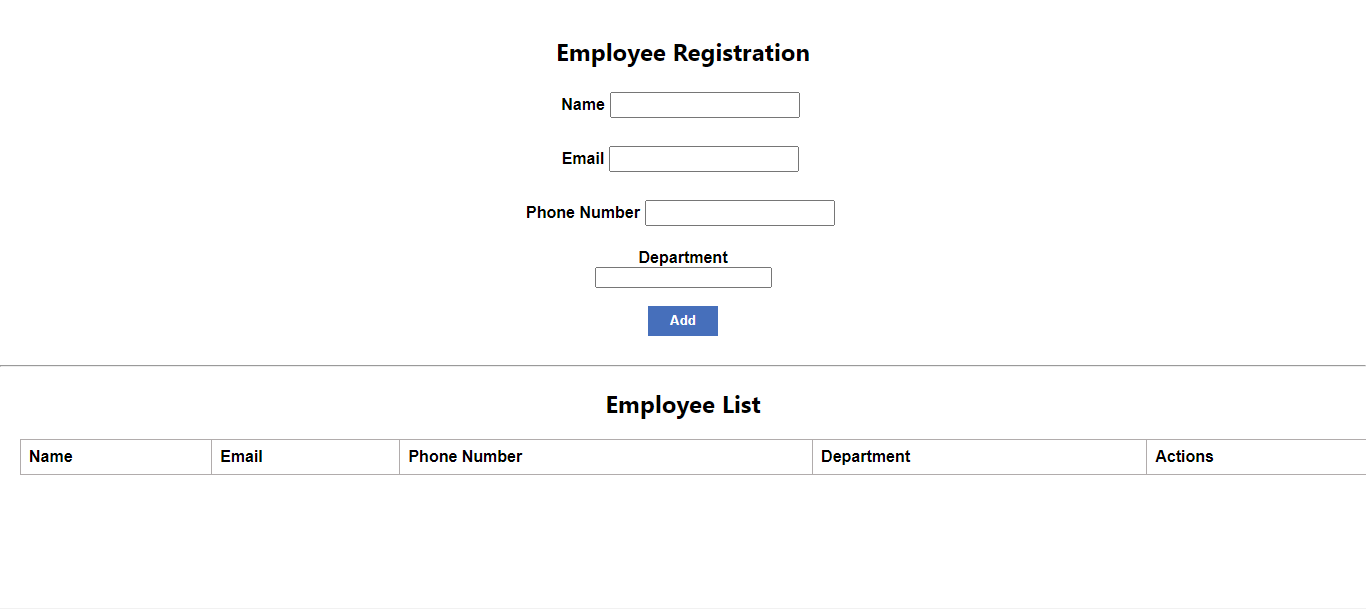 Employee Registration
Name
Email
Phone Number
Department
Add
Employee List
Name Email Phone Number Department Actions